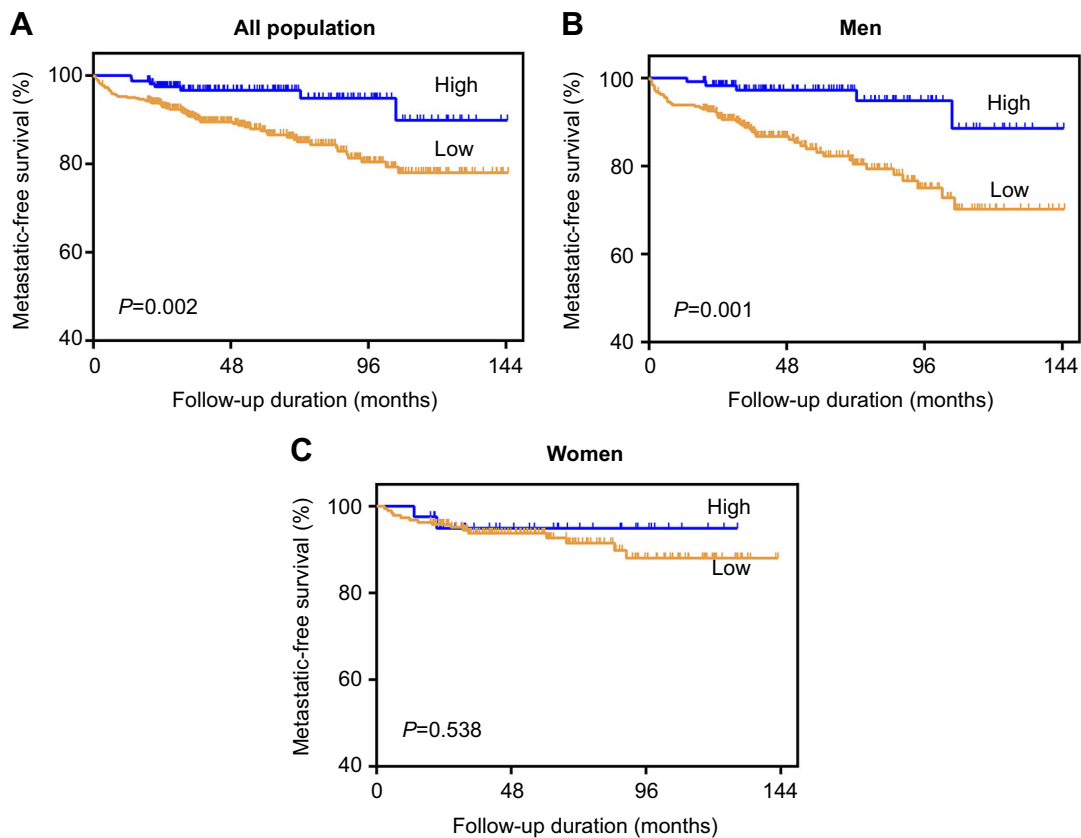 A
All population
Metastatic-free survival (%)
100
80
60
40
High
Low
P=0.002
0
48
96
144
Follow-up duration (months)
B
Men
Metastatic-free survival (%)
100
80
60
40
High
Low
P=0.001
0
48
96
144
Follow-up duration (months)
C
Women
Metastatic-free survival (%)
100
80
60
40
High
Low
P=0.538
0
48
96
144
Follow-up duration (months)